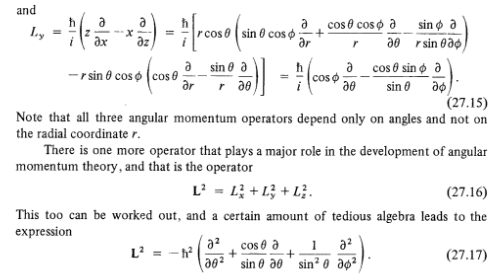 and
L_y = ħ/i (z ∂/∂x − x ∂/∂z) = ħ/i [ r cos θ ( sin θ cos ϕ ∂/∂r + cos θ cos ϕ/r ∂/∂θ − sin ϕ ∂/r sin θ∂ϕ )
− r sin θ cos ϕ ( cos θ ∂/∂r − sin θ/r ∂/∂θ ) ] = ħ/i ( cos ϕ ∂/∂θ − cos θ sin ϕ/sin θ ∂/∂ϕ ).
(27.15)
Note that all three angular momentum operators depend only on angles and not on
the radial coordinate r.
There is one more operator that plays a major role in the development of angular
momentum theory, and that is the operator
L² = L²_x + L²_y + L²_z. (27.16)
This too can be worked out, and a certain amount of tedious algebra leads to the
expression
L² = −ħ² ( ∂²/∂θ² + cos θ ∂/sin θ ∂θ + 1/sin² θ ∂²/∂ϕ² ). (27.17)